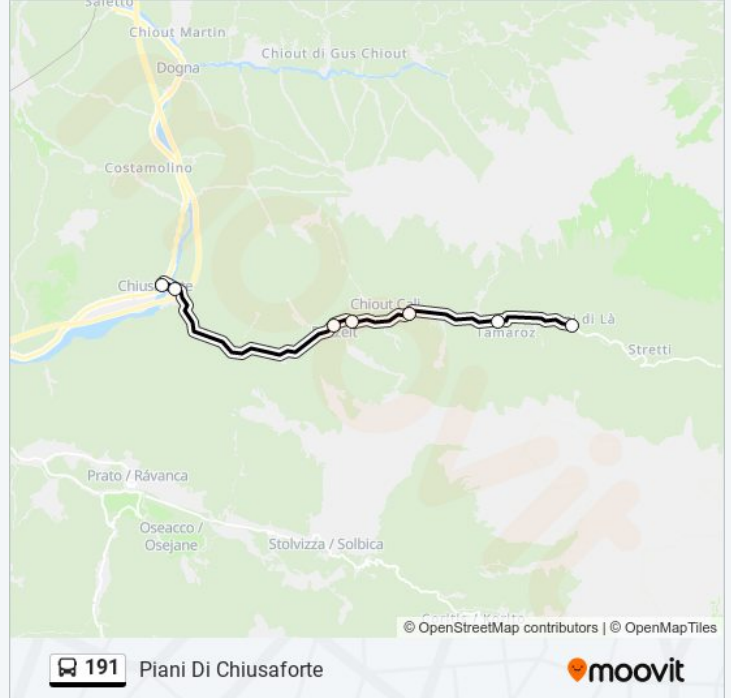 Saletto
Chiout Martin
Chiout di Gus Chiout
Dogna
Costamolino
Chiout Cali
di Là
Tamaroz
Stretti
Prato / Rávanca
Oseacco /
Osejane
Stolvizza / Solbica
© OpenStreetMap contributors | © OpenMapTiles
191 Piani Di Chiusaforte
moovit